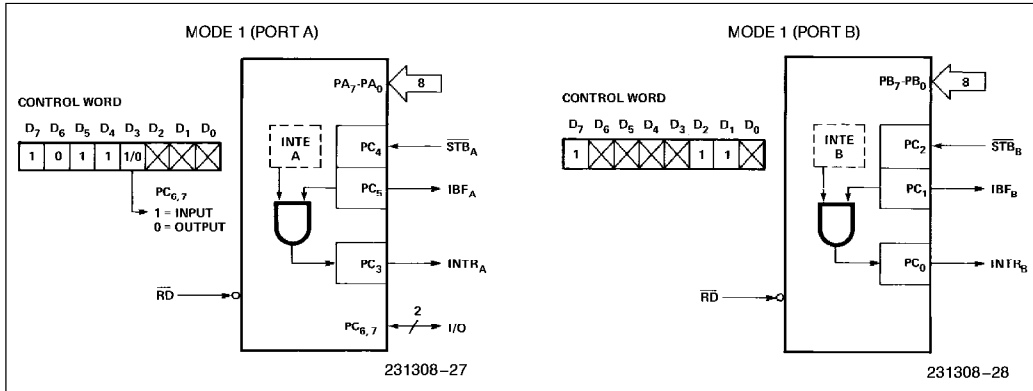 MODE 1 (PORT A)
CONTROL WORD
D7 D6 D5 D4 D3 D2 D1 D0
1 0 1 1 1/0
PC6, 7
1 = INPUT
0 = OUTPUT
PA7-PA0
8
INTE
A
PC4
STBA
PC5
IBFA
PC3
INTRA
RD
PC6, 7
2
I/O
231308-27
MODE 1 (PORT B)
CONTROL WORD
D7 D6 D5 D4 D3 D2 D1 D0
1 1 1
PB7-PB0
8
INTE
B
PC2
STBB
PC1
IBFB
PC0
INTRB
RD
231308-28